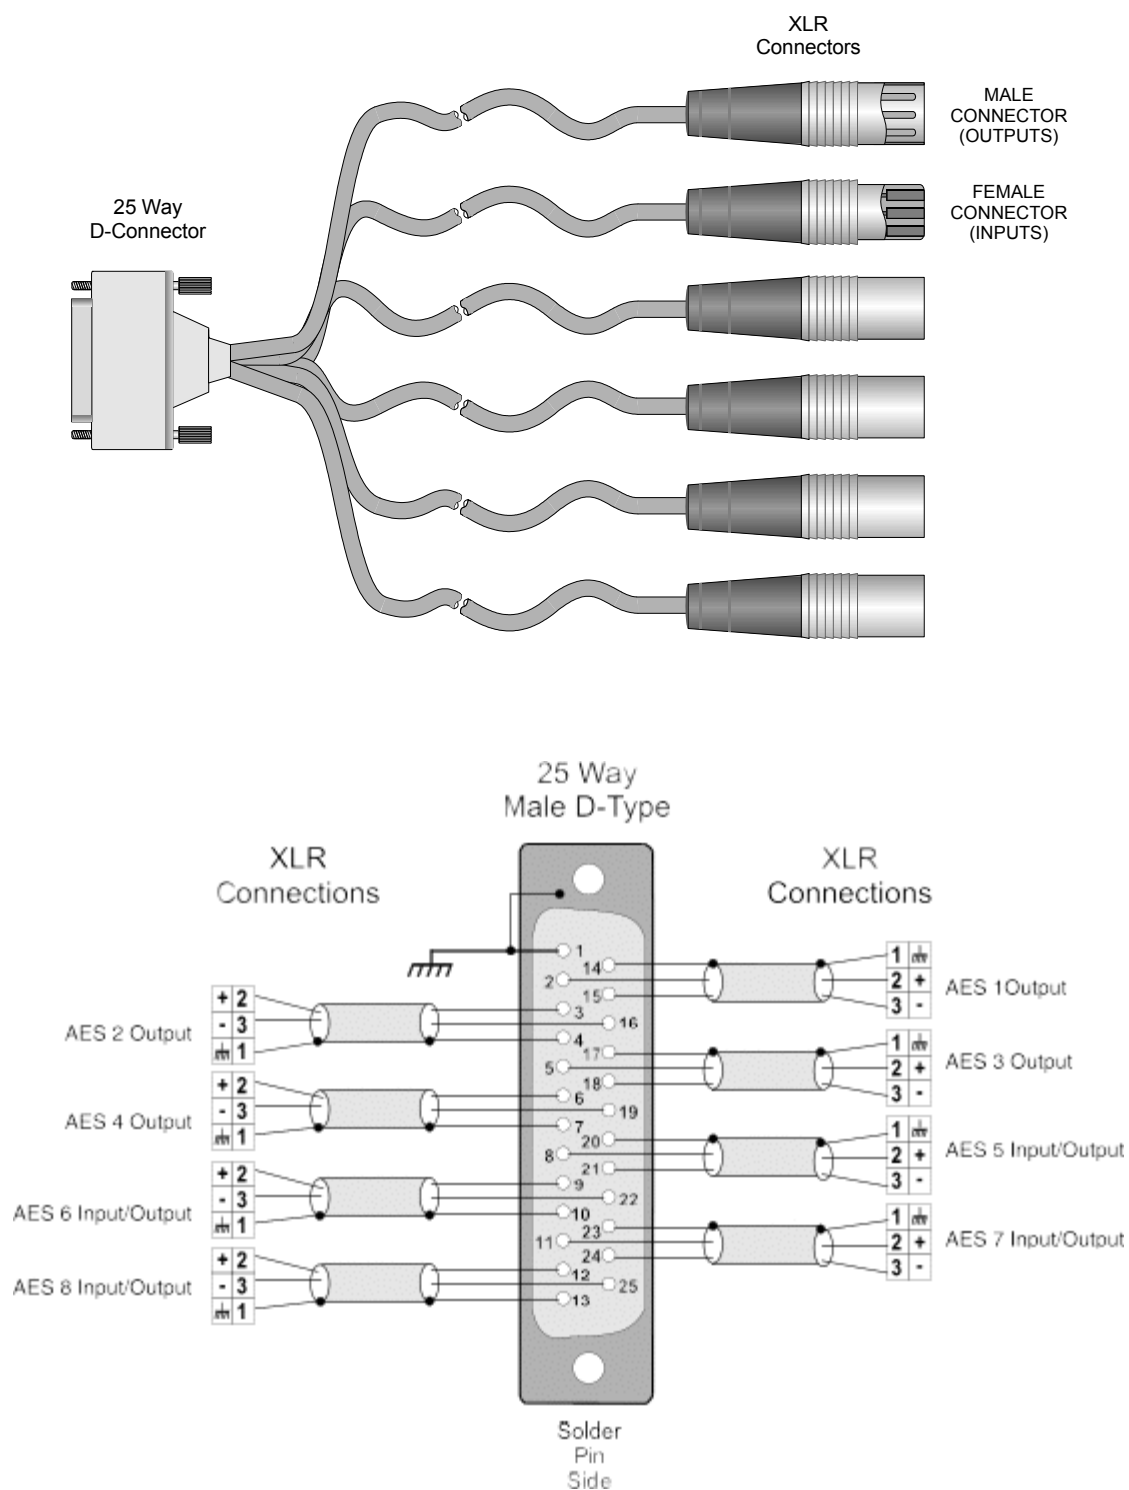 XLR
Connectors
MALE
CONNECTOR
(OUTPUTS)
FEMALE
CONNECTOR
(INPUTS)
25 Way
D-Connector
25 Way
Male D-Type
XLR
Connections
XLR
Connections
1
14
2
15
3
16
4
17
5
18
6
19
7
20
8
21
9
22
10
23
11
24
12
25
13
+ 2
- 3
1
AES 2 Output
+ 2
- 3
1
AES 4 Output
+ 2
- 3
1
AES 6 Input/Output
+ 2
- 3
1
AES 8 Input/Output
1
2 +
3 -
AES 1Output
1
2 +
3 -
AES 3 Output
1
2 +
3 -
AES 5 Input/Output
1
2 +
3 -
AES 7 Input/Output
Solder
Pin
Side